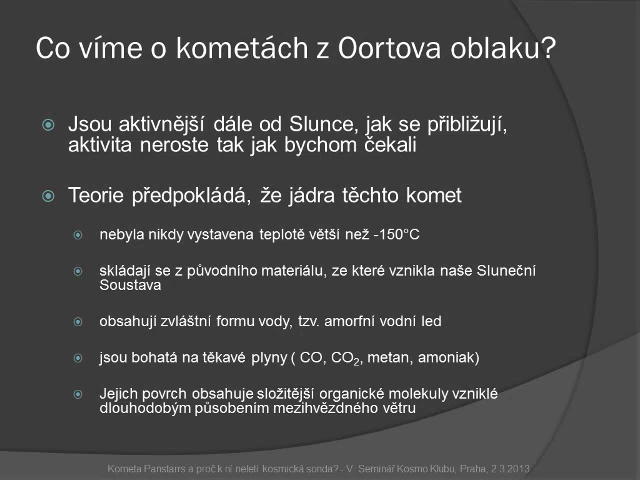 Co víme o kometách z Oortova oblaku?
Jsou aktivnější dále od Slunce, jak se přibližují,
aktivita neroste tak jak bychom čekali
Teorie předpokládá, že jádra těchto komet
nebyla nikdy vystavena teplotě větší než -150°C
skládají se z původního materiálu, ze které vznikla naše Sluneční
Soustava
obsahují zvláštní formu vody, tzv. amorfní vodní led
jsou bohatá na těkavé plyny ( CO, CO₂, metan, amoniak)
Jejich povrch obsahuje složitější organické molekuly vzniklé
dlouhodobým působením mezihvězdného větru
Kometa Panstarrs a proč k ní neletí kosmická sonda? - V. Seminář Kosmo Klubu, Praha, 2.3.2013